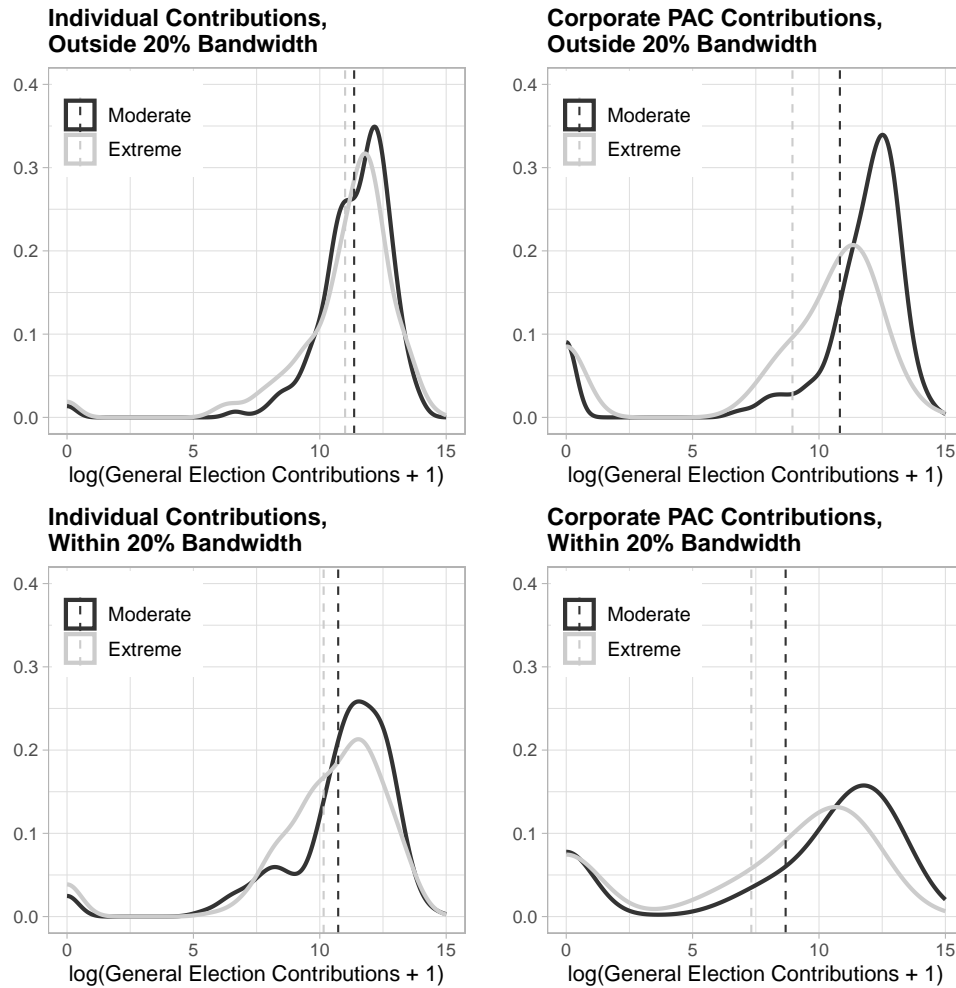 Individual Contributions,
Outside 20% Bandwidth
0.4
0.3
0.2
0.1
0.0
Moderate
Extreme
0
5
10
15
log(General Election Contributions + 1)
Corporate PAC Contributions,
Outside 20% Bandwidth
0.4
0.3
0.2
0.1
0.0
Moderate
Extreme
0
5
10
15
log(General Election Contributions + 1)
Individual Contributions,
Within 20% Bandwidth
0.4
0.3
0.2
0.1
0.0
Moderate
Extreme
0
5
10
15
log(General Election Contributions + 1)
Corporate PAC Contributions,
Within 20% Bandwidth
0.4
0.3
0.2
0.1
0.0
Moderate
Extreme
0
5
10
15
log(General Election Contributions + 1)